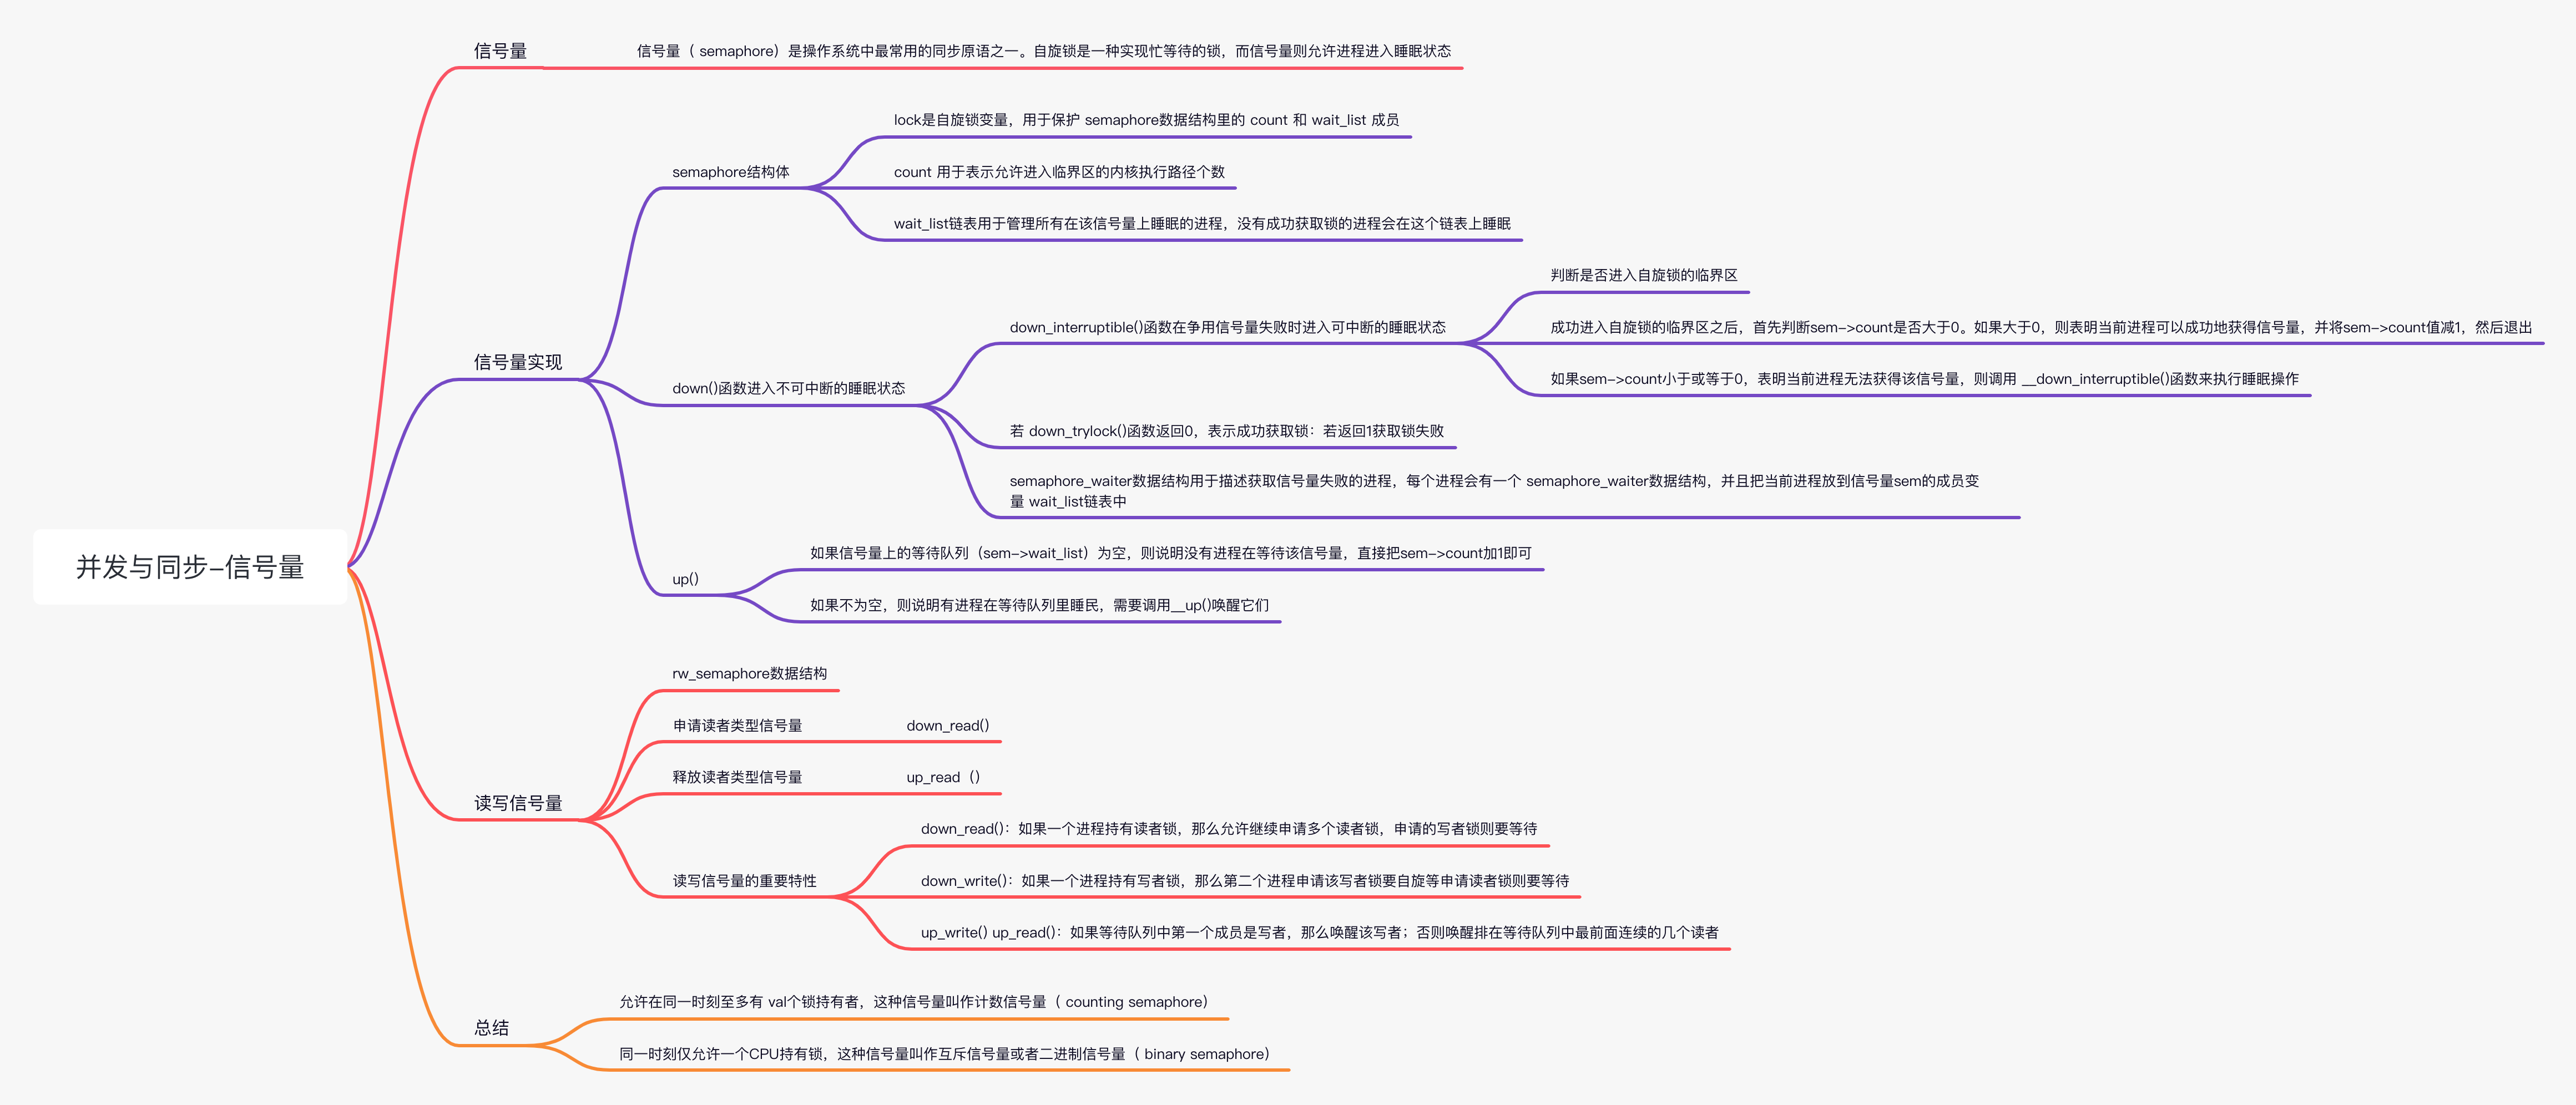 并发与同步-信号量
信号量
信号量（ semaphore）是操作系统中最常用的同步原语之一。自旋锁是一种实现忙等待的锁，而信号量则允许进程进入睡眠状态
信号量实现
semaphore结构体
lock是自旋锁变量，用于保护 semaphore数据结构里的 count 和 wait_list 成员
count 用于表示允许进入临界区的内核执行路径个数
wait_list链表用于管理所有在该信号量上睡眠的进程，没有成功获取锁的进程会在这个链表上睡眠
down()函数进入不可中断的睡眠状态
down_interruptible()函数在争用信号量失败时进入可中断的睡眠状态
判断是否进入自旋锁的临界区
成功进入自旋锁的临界区之后，首先判断sem->count是否大于0。如果大于0，则表明当前进程可以成功地获得信号量，并将sem->count值减1，然后退出
如果sem->count小于或等于0，表明当前进程无法获得该信号量，则调用 __down_interruptible()函数来执行睡眠操作
若 down_trylock()函数返回0，表示成功获取锁：若返回1获取锁失败
semaphore_waiter数据结构用于描述获取信号量失败的进程，每个进程会有一个 semaphore_waiter数据结构，并且把当前进程放到信号量sem的成员变
量 wait_list链表中
up()
如果信号量上的等待队列（sem->wait_list）为空，则说明没有进程在等待该信号量，直接把sem->count加1即可
如果不为空，则说明有进程在等待队列里睡民，需要调用__up()唤醒它们
读写信号量
rw_semaphore数据结构
申请读者类型信号量
down_read()
释放读者类型信号量
up_read（）
读写信号量的重要特性
down_read()：如果一个进程持有读者锁，那么允许继续申请多个读者锁，申请的写者锁则要等待
down_write()：如果一个进程持有写者锁，那么第二个进程申请该写者锁要自旋等申请读者锁则要等待
up_write() up_read()：如果等待队列中第一个成员是写者，那么唤醒该写者；否则唤醒排在等待队列中最前面连续的几个读者
总结
允许在同一时刻至多有 val个锁持有者，这种信号量叫作计数信号量（ counting semaphore）
同一时刻仅允许一个CPU持有锁，这种信号量叫作互斥信号量或者二进制信号量（ binary semaphore）